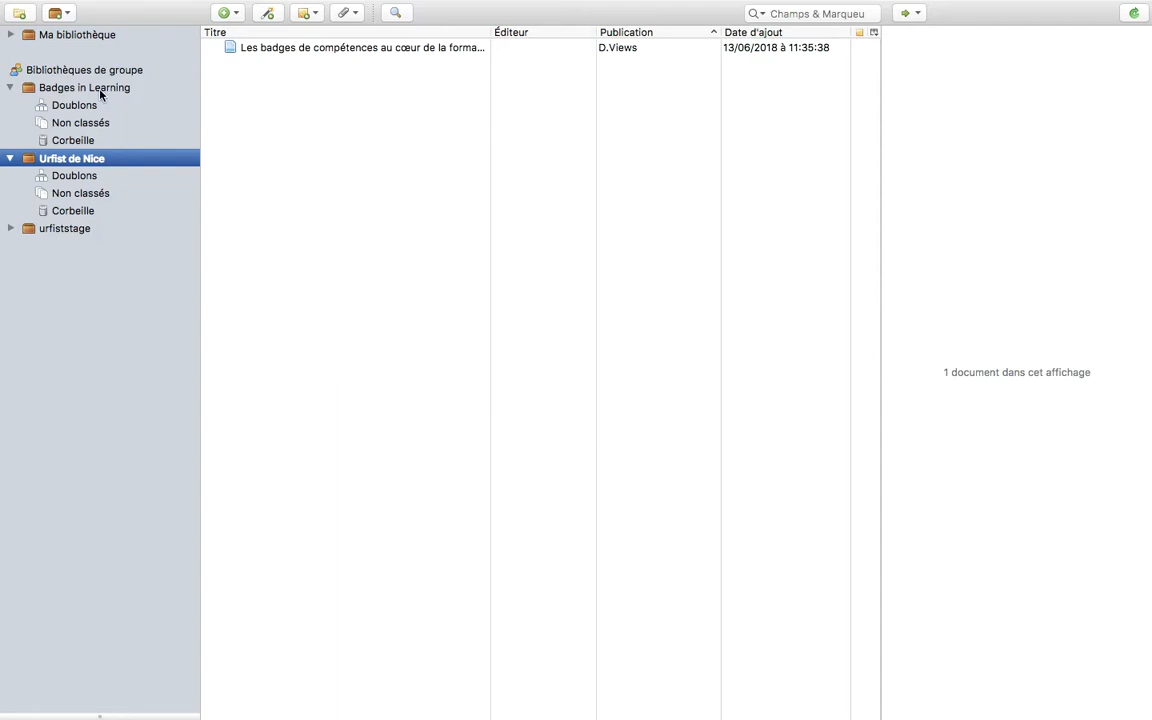 Champs & Marqueu
Ma bibliothèque
Bibliothèques de groupe
Badges in Learning
Doublons
Non classés
Corbeille
Urfist de Nice
Doublons
Non classés
Corbeille
urfiststage
Titre Éditeur Publication Date d'ajout
Les badges de compétences au cœur de la forma... D.Views 13/06/2018 à 11:35:38
1 document dans cet affichage